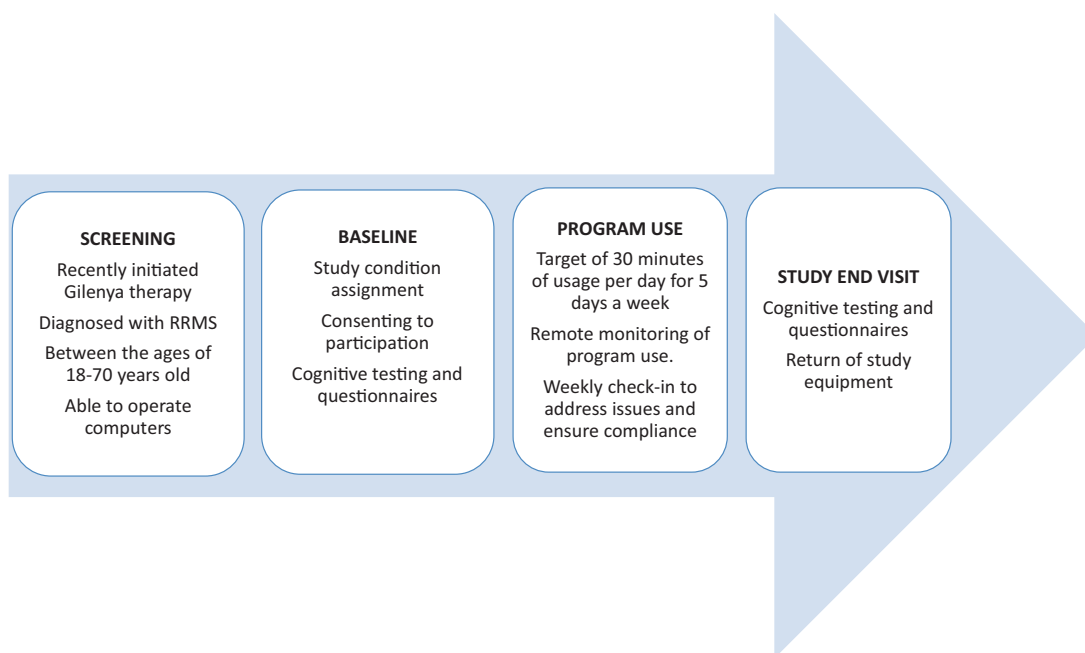 SCREENING
Recently initiated
Gilenya therapy
Diagnosed with RRMS
Between the ages of
18-70 years old
Able to operate
computers
BASELINE
Study condition
assignment
Consenting to
participation
Cognitive testing and
questionnaires
PROGRAM USE
Target of 30 minutes
of usage per day for 5
days a week
Remote monitoring of
program use.
Weekly check-in to
address issues and
ensure compliance
STUDY END VISIT
Cognitive testing and
questionnaires
Return of study
equipment